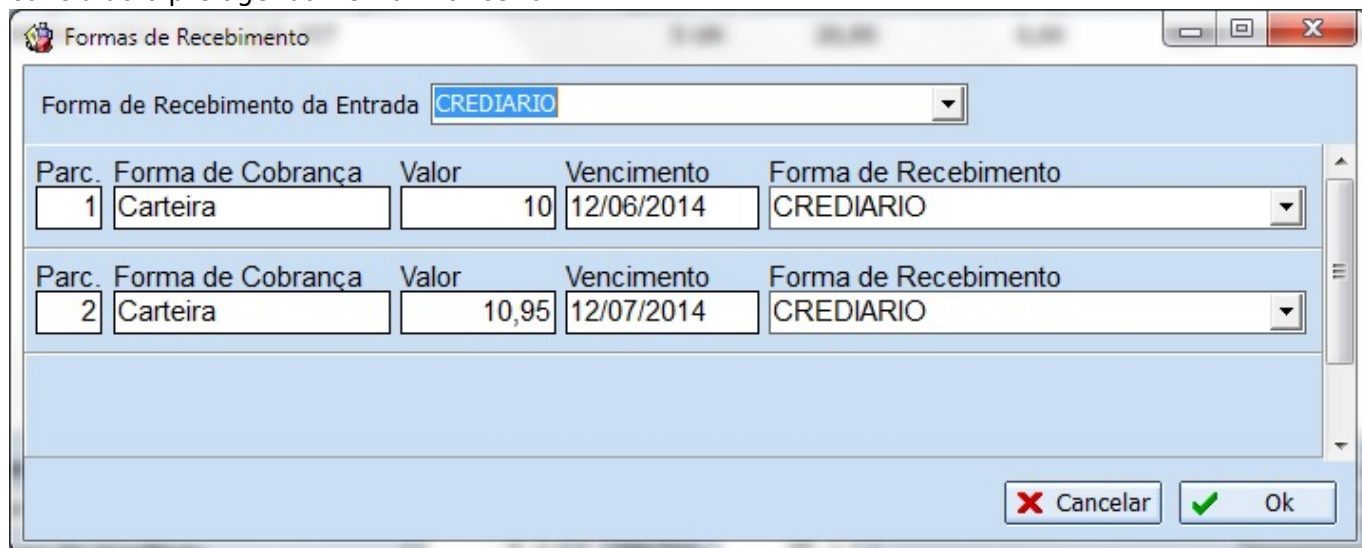 Formas de Recebimento
Forma de Recebimento da Entrada CREDIARIO
Parc. Forma de Cobrança Valor Vencimento Forma de Recebimento
1 Carteira 10 12/06/2014 CREDIARIO
Parc. Forma de Cobrança Valor Vencimento Forma de Recebimento
2 Carteira 10,95 12/07/2014 CREDIARIO
Cancelar Ok